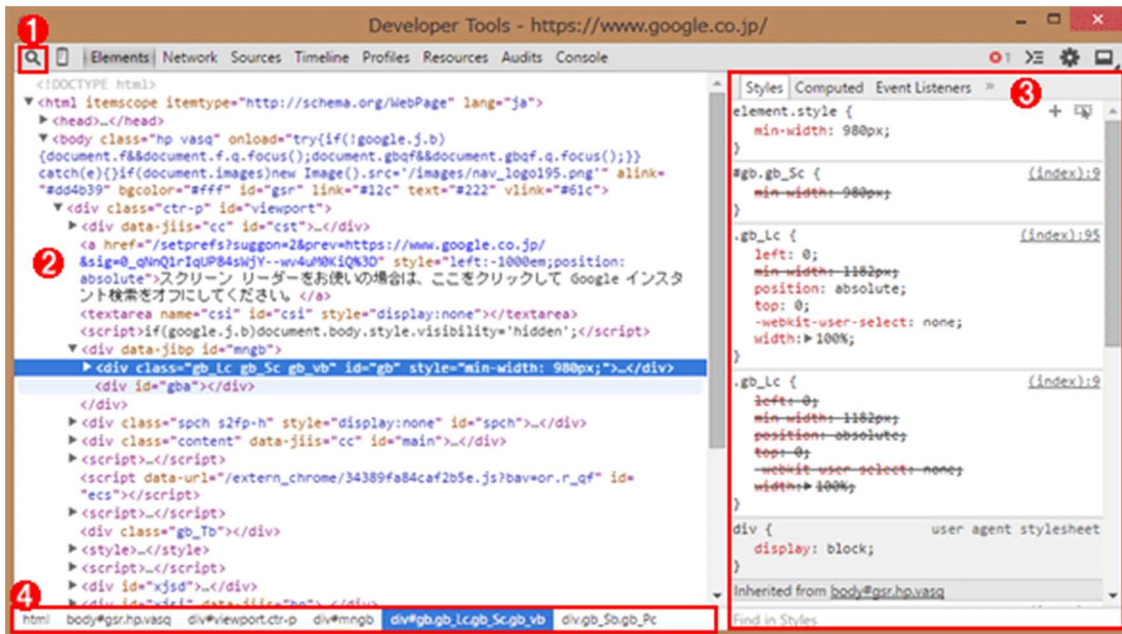 Developer Tools - https://www.google.co.jp/
1
Elements Network Sources Timeline Profiles Resources Audits Console
1
<!DOCTYPE html>
▼<html itemscope itemtype="http://schema.org/WebPage" lang="ja">
▶<head>…</head>
▼<body class="hp vasq" onload="try{if(!google.j.b)
{document.f&&document.f.q.focus();document.gbqf&&document.gbqf.q.focus();}}
catch(e){}if(document.images)new Image().src='/images/nav_logo195.png'" alink=
"#dd4b39" bgcolor="#fff" id="gsr" link="#12c" text="#222" vlink="#61c">
▼<div class="ctr-p" id="viewport">
▶<div data-jiis="cc" id="cst">…</div>
2
<a href="/setprefs?suggon=2&prev=https://www.google.co.jp/
&sig=0_qNnQ1rIqUP84sWjY--wv4uM0KiQ%3D" style="left:-1000em;position:
absolute">スクリーン リーダーをお使いの場合は、ここをクリックして Google インスタ
ント検索をオフにしてください。</a>
<textarea name="csi" id="csi" style="display:none"></textarea>
<script>if(google.j.b)document.body.style.visibility='hidden';</script>
▼<div data-jibp id="mngb">
▶<div class="gb_Lc gb_Sc gb_vb" id="gb" style="min-width: 980px;">…</div>
<div id="gba"></div>
</div>
▶<div class="spch s2fp-h" style="display:none" id="spch">…</div>
▶<div class="content" data-jiis="cc" id="main">…</div>
▶<script>…</script>
<script data-url="/extern_chrome/34389fa84caf2b5e.js?bav=or.r_qf" id=
"ecs"></script>
▶<script>…</script>
<div class="gb_Tb"></div>
▶<style>…</style>
▶<script>…</script>
▶<div id="xjsd">…</div>
▶<div id="xjsi" data-jiis="bp">…</div>
4
html body#gsr.hp.vasq div#viewport.ctr-p div#mngb div#gb.gb_Lc.gb_Sc.gb_vb div.gb_Sb.gb_Pc
Styles Computed Event Listeners »
3
element.style {
min-width: 980px;
}
#gb.gb_Sc { (index):9
min-width: 980px;
}
.gb_Lc { (index):95
left: 0;
min-width: 1182px;
position: absolute;
top: 0;
-webkit-user-select: none;
width:▶100%;
}
.gb_Lc { (index):9
left: 0;
min-width: 1182px;
position: absolute;
top: 0;
-webkit-user-select: none;
width:▶100%;
}
div { user agent stylesheet
display: block;
}
Inherited from body#gsr.hp.vasq
Find in Styles